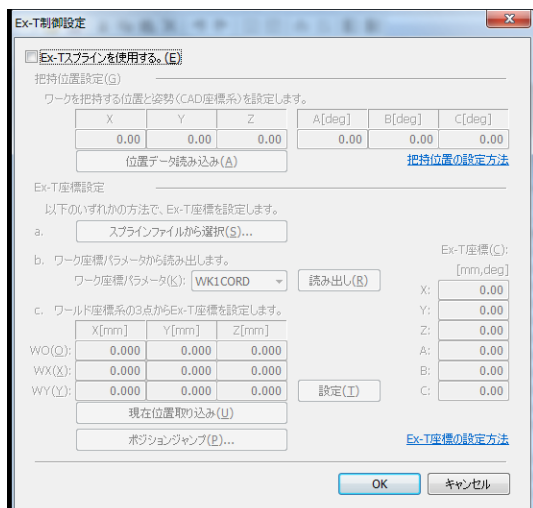 Ex-T制御設定
Ex-Tスプラインを使用する。(E)
把持位置設定(G)
ワークを把持する位置と姿勢(CAD座標系)を設定します。
X Y Z A[deg] B[deg] C[deg]
0.00 0.00 0.00 0.00 0.00 0.00
位置データ読み込み(A) 把持位置の設定方法
Ex-T座標設定
以下のいずれかの方法で、Ex-T座標を設定します。
a. スプラインファイルから選択(S)...
Ex-T座標(C):
b. ワーク座標パラメータから読み出します。 [mm,deg]
ワーク座標パラメータ(K): WK1CORD 読み出し(R) X: 0.00
c. ワールド座標系の3点からEx-T座標を設定します。 Y: 0.00
X[mm] Y[mm] Z[mm] Z: 0.00
WO(O): 0.000 0.000 0.000 A: 0.00
WX(X): 0.000 0.000 0.000 B: 0.00
WY(Y): 0.000 0.000 0.000 設定(T) C: 0.00
現在位置取り込み(U)
ポジションジャンプ(P)... Ex-T座標の設定方法
OK キャンセル